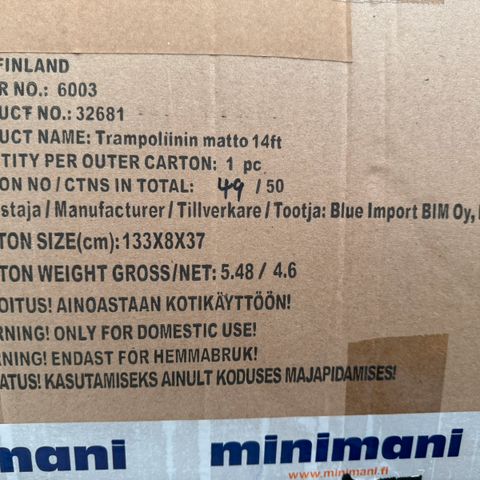 FINLAND
R NO.: 6003
UCT NO.: 32681
UCT NAME: Trampoliinin matto 14ft
TITY PER OUTER CARTON: 1 pc
ON NO / CTNS IN TOTAL: 49 / 50
staja / Manufacturer / Tillverkare / Tootja: Blue Import BIM Oy,
TON SIZE(cm): 133X8X37
TON WEIGHT GROSS/NET: 5.48 / 4.6
OITUS! AINOASTAAN KOTIKÄYTTÖÖN!
RNING! ONLY FOR DOMESTIC USE!
NING! ENDAST FÖR HEMMABRUK!
ATUS! KASUTAMISEKS AINULT KODUSES MAJAPIDAMISES!
mani minimani
www.minimani.fi